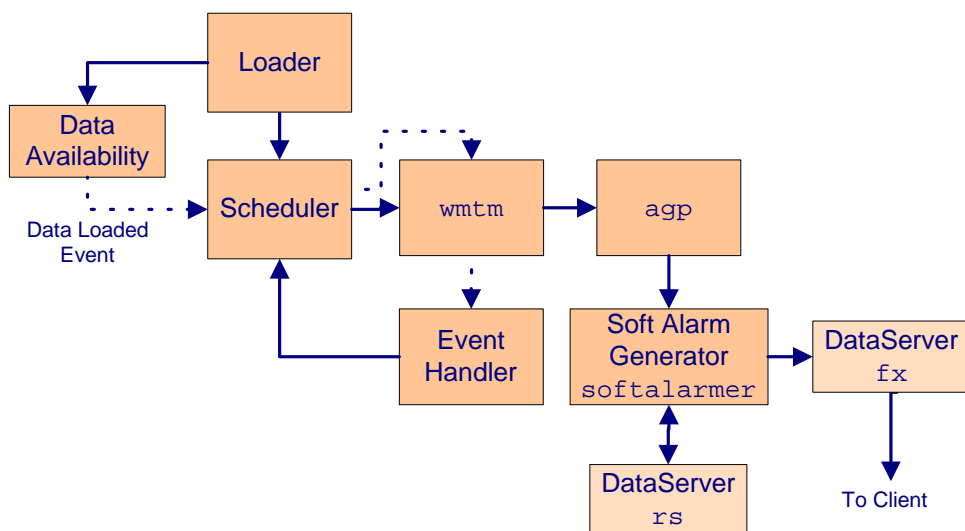 Loader
Data
Availability
Scheduler
wmtm
agp
Data Loaded
Event
Event
Handler
Soft Alarm
Generator
softalarmer
DataServer
fx
DataServer
rs
To Client